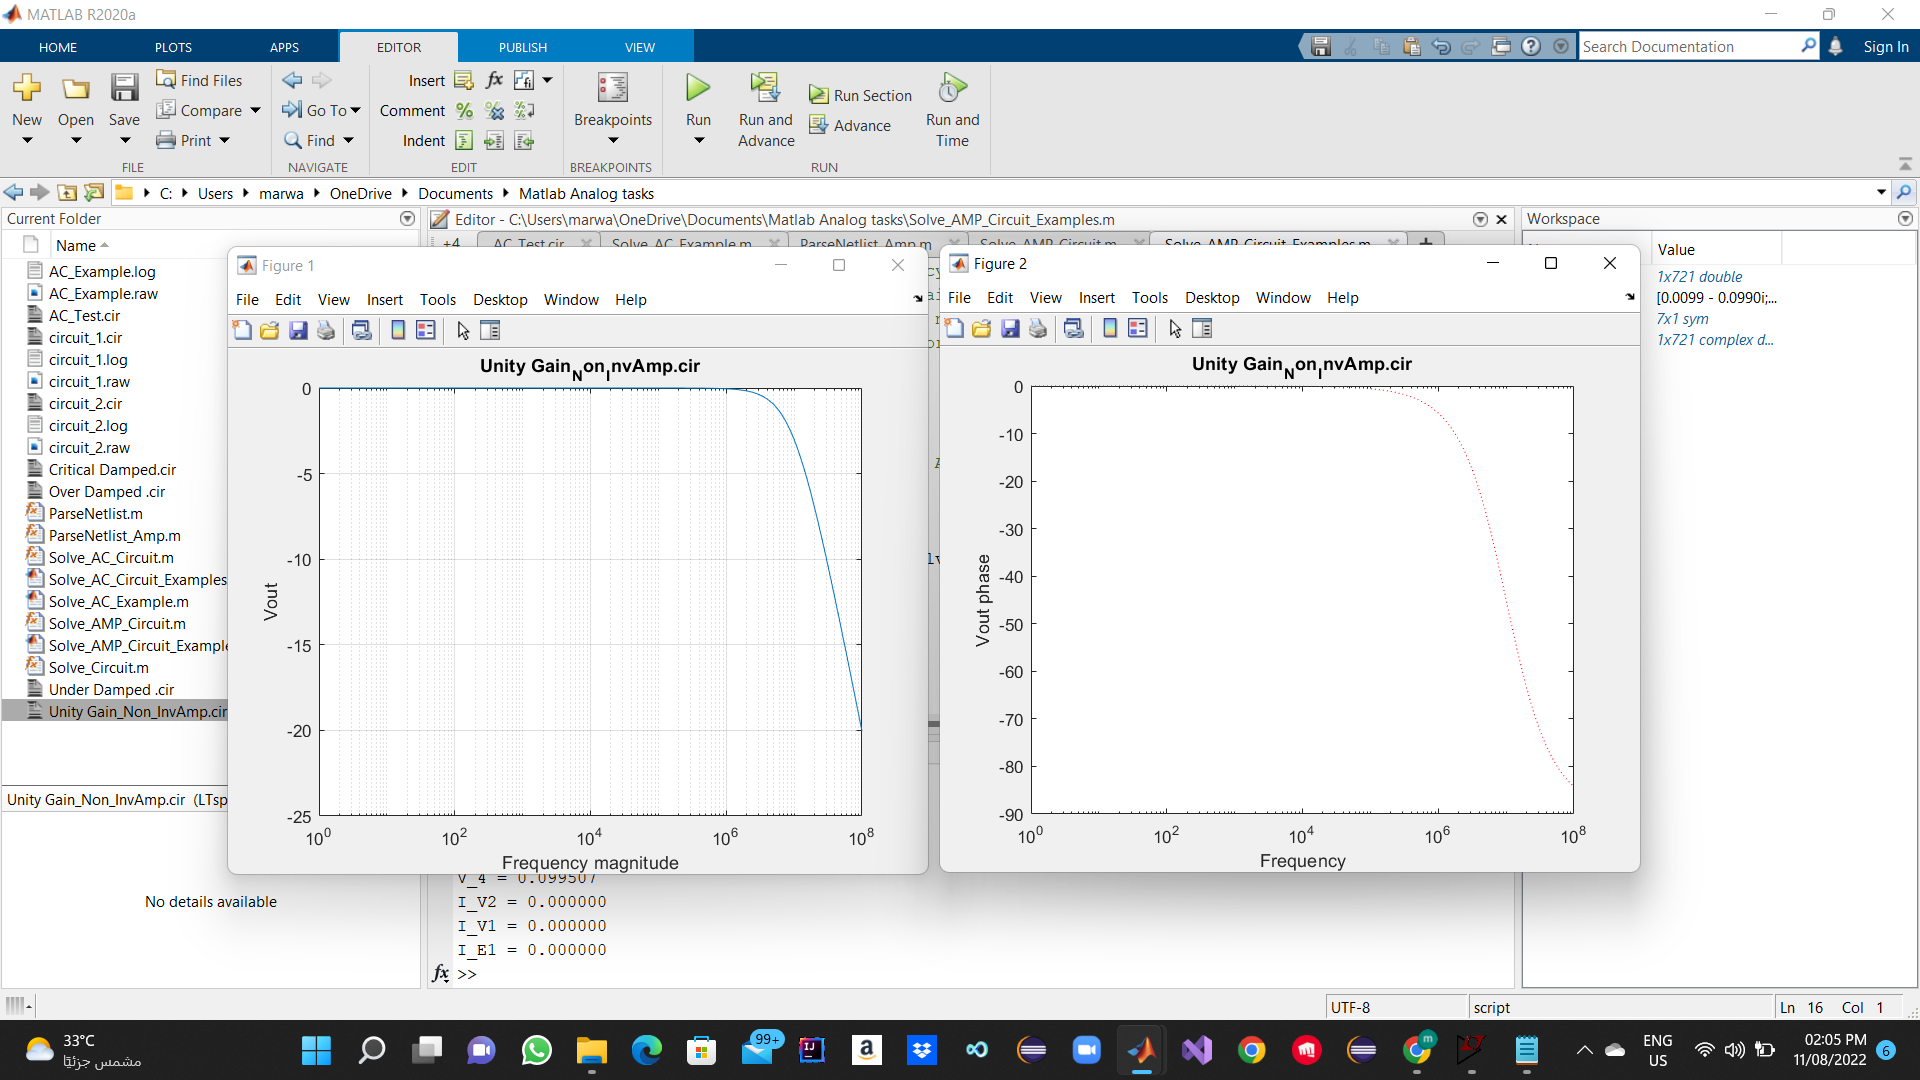 MATLAB R2020a
HOME PLOTS APPS EDITOR PUBLISH VIEW Search Documentation Sign In
New Open Save Find Files Compare Print
Go To Find
Insert fx fi
Comment
Indent
Breakpoints
Run Run and Advance Run Section Advance Run and Time
FILE NAVIGATE EDIT BREAKPOINTS RUN
C: Users marwa OneDrive Documents Matlab Analog tasks
Current Folder
Name
AC_Example.log
AC_Example.raw
AC_Test.cir
circuit_1.cir
circuit_1.log
circuit_1.raw
circuit_2.cir
circuit_2.log
circuit_2.raw
Critical Damped.cir
Over Damped .cir
ParseNetlist.m
ParseNetlist_Amp.m
Solve_AC_Circuit.m
Solve_AC_Circuit_Examples
Solve_AC_Example.m
Solve_AMP_Circuit.m
Solve_AMP_Circuit_Example
Solve_Circuit.m
Under Damped .cir
Unity Gain_Non_InvAmp.cir
Unity Gain_Non_InvAmp.cir (LTsp
No details available
Editor - C:\Users\marwa\OneDrive\Documents\Matlab Analog tasks\Solve_AMP_Circuit_Examples.m
+4 AC_Test.cir Solve_AC_Example.m ParseNetlist_Amp.m Solve_AMP_Circuit.m Solve_AMP_Circuit_Examples.m
Figure 1
File Edit View Insert Tools Desktop Window Help
Unity Gain_Non_InvAmp.cir
0
-5
-10
-15
-20
-25
Vout
10^0 10^2 10^4 10^6 10^8
Frequency magnitude
Figure 2
File Edit View Insert Tools Desktop Window Help
Unity Gain_Non_InvAmp.cir
0
-10
-20
-30
-40
-50
-60
-70
-80
-90
Vout phase
10^0 10^2 10^4 10^6 10^8
Frequency
V_4 = 0.099507
I_V2 = 0.000000
I_V1 = 0.000000
I_E1 = 0.000000
fx >>
Workspace
Value
1x721 double
[0.0099 - 0.0990i;...
7x1 sym
1x721 complex d...
UTF-8 script Ln 16 Col 1
33°C
مشمس جزئيًا
99+
ENG
US
02:05 PM
11/08/2022
6